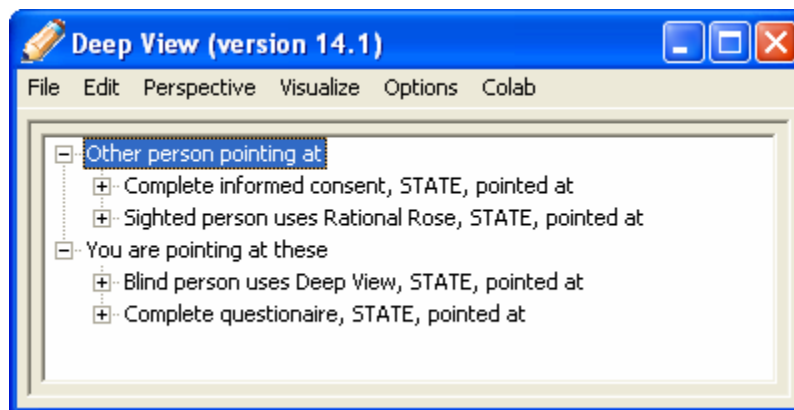 Deep View (version 14.1)
File Edit Perspective Visualize Options Colab
Other person pointing at
Complete informed consent, STATE, pointed at
Sighted person uses Rational Rose, STATE, pointed at
You are pointing at these
Blind person uses Deep View, STATE, pointed at
Complete questionaire, STATE, pointed at